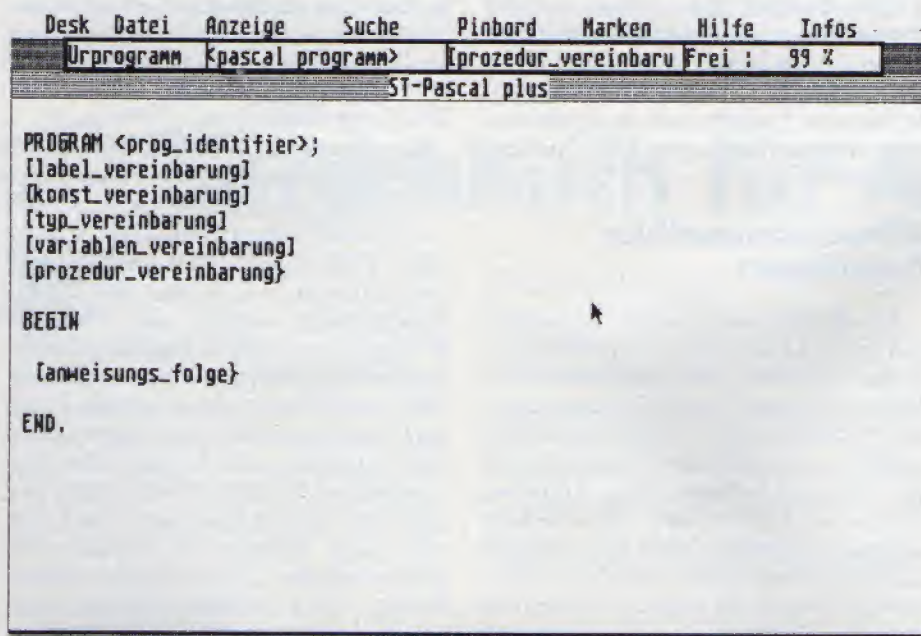 Desk Datei Anzeige Suche Pinbord Marken Hilfe Infos
Urprogramm <pascal programm> [prozedur_vereinbaru Frei : 99 %
ST-Pascal plus
PROGRAM <prog_identifier>;
[label_vereinbarung]
[konst_vereinbarung]
[typ_vereinbarung]
[variablen_vereinbarung]
[prozedur_vereinbarung}
BEGIN
[anweisungs_folge}
END.